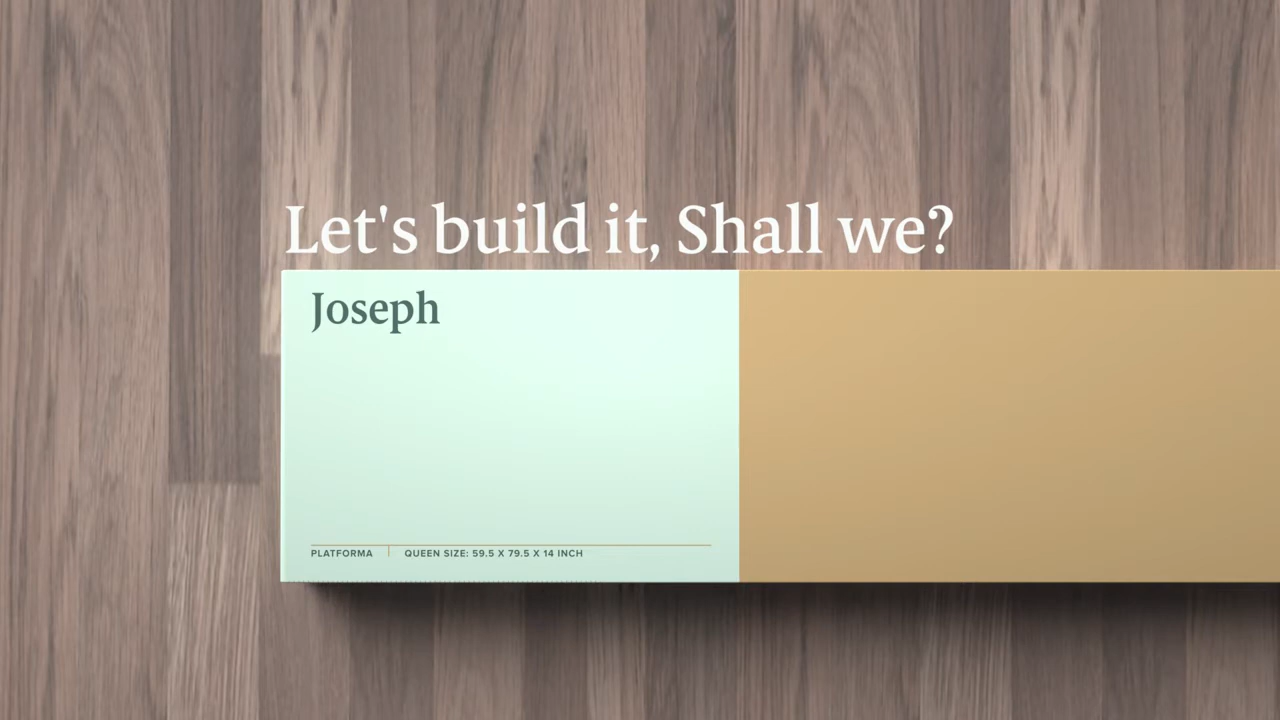 Let's build it, Shall we?
Joseph
PLATFORMA | QUEEN SIZE: 59.5 X 79.5 X 14 INCH